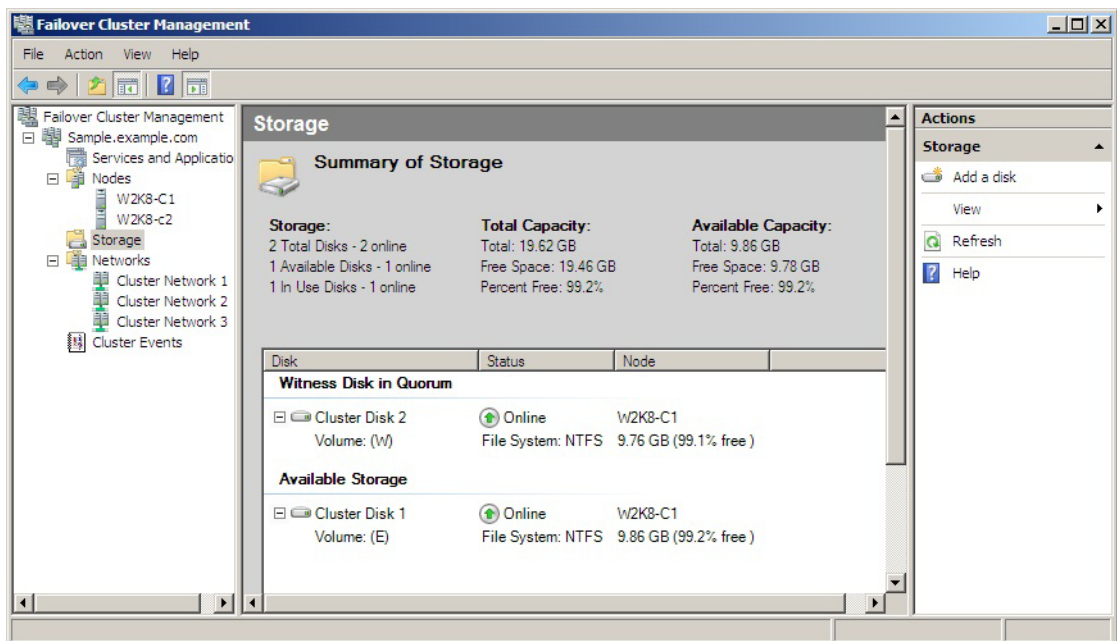 Failover Cluster Management
File Action View Help
Failover Cluster Management
Sample.example.com
Services and Applicatio
Nodes
W2K8-C1
W2K8-c2
Storage
Networks
Cluster Network 1
Cluster Network 2
Cluster Network 3
Cluster Events
Storage
Summary of Storage
Storage: Total Capacity: Available Capacity:
2 Total Disks - 2 online Total: 19.62 GB Total: 9.86 GB
1 Available Disks - 1 online Free Space: 19.46 GB Free Space: 9.78 GB
1 In Use Disks - 1 online Percent Free: 99.2% Percent Free: 99.2%
Disk Status Node
Witness Disk in Quorum
Cluster Disk 2 Online W2K8-C1
Volume: (W) File System: NTFS 9.76 GB (99.1% free )
Available Storage
Cluster Disk 1 Online W2K8-C1
Volume: (E) File System: NTFS 9.86 GB (99.2% free )
Actions
Storage
Add a disk
View
Refresh
Help